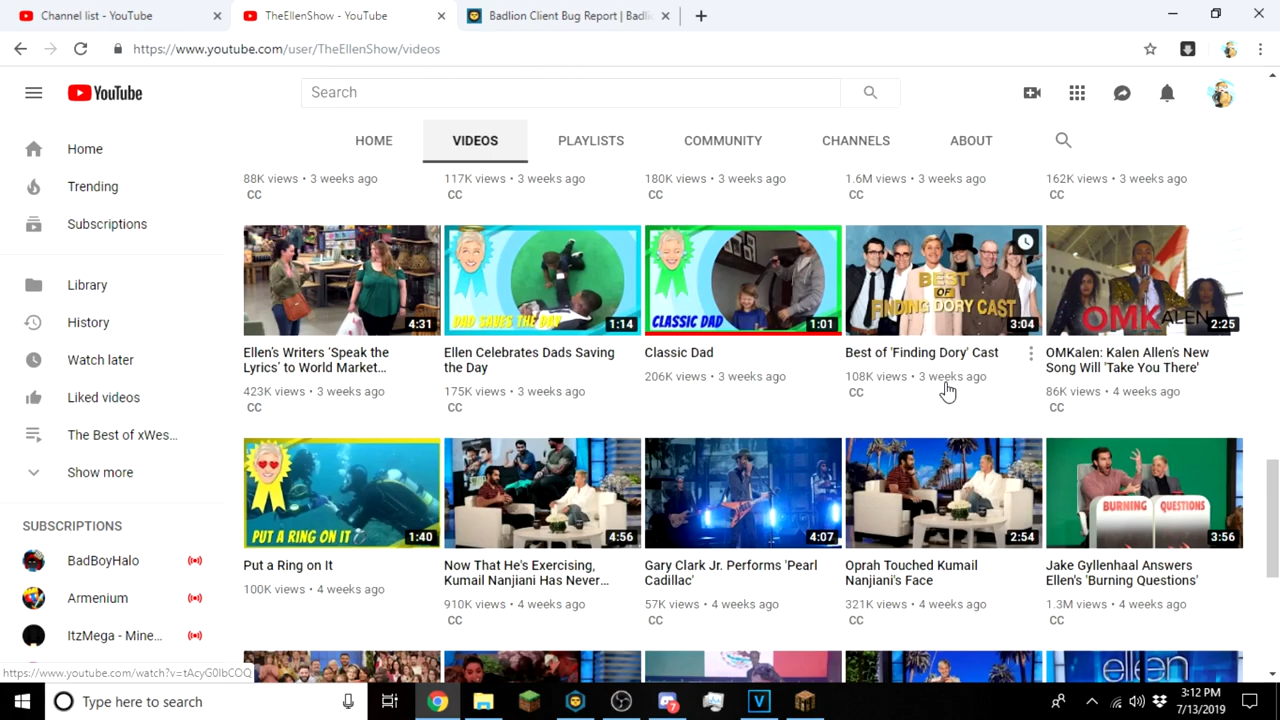 Channel list - YouTube
TheEllenShow - YouTube
Badlion Client Bug Report | Badli
https://www.youtube.com/user/TheEllenShow/videos
YouTube
Search
HOME
VIDEOS
PLAYLISTS
COMMUNITY
CHANNELS
ABOUT
Home
Trending
Subscriptions
Library
History
Watch later
Liked videos
The Best of xWes...
Show more
SUBSCRIPTIONS
BadBoyHalo
Armenium
ItzMega - Mine...
88K views • 3 weeks ago
CC
117K views • 3 weeks ago
CC
180K views • 3 weeks ago
CC
1.6M views • 3 weeks ago
CC
162K views • 3 weeks ago
CC
4:31
Ellen's Writers 'Speak the
Lyrics' to World Market...
423K views • 3 weeks ago
CC
DAD SAVES THE DAY
1:14
Ellen Celebrates Dads Saving
the Day
175K views • 3 weeks ago
CC
CLASSIC DAD
1:01
Classic Dad
206K views • 3 weeks ago
BEST
OF
FINDING DORY CAST
3:04
Best of 'Finding Dory' Cast
108K views • 3 weeks ago
CC
OMKALEN
2:25
OMKalen: Kalen Allen's New
Song Will 'Take You There'
86K views • 4 weeks ago
CC
PUT A RING ON IT
1:40
Put a Ring on It
100K views • 4 weeks ago
4:56
Now That He's Exercising,
Kumail Nanjiani Has Never...
910K views • 4 weeks ago
CC
4:07
Gary Clark Jr. Performs 'Pearl
Cadillac'
57K views • 4 weeks ago
CC
2:54
Oprah Touched Kumail
Nanjiani's Face
321K views • 4 weeks ago
CC
BURNING QUESTIONS
3:56
Jake Gyllenhaal Answers
Ellen's 'Burning Questions'
1.3M views • 4 weeks ago
CC
ellen
https://www.youtube.com/watch?v=tAcyG0IbCOQ
Type here to search
7
V
3:12 PM
7/13/2019